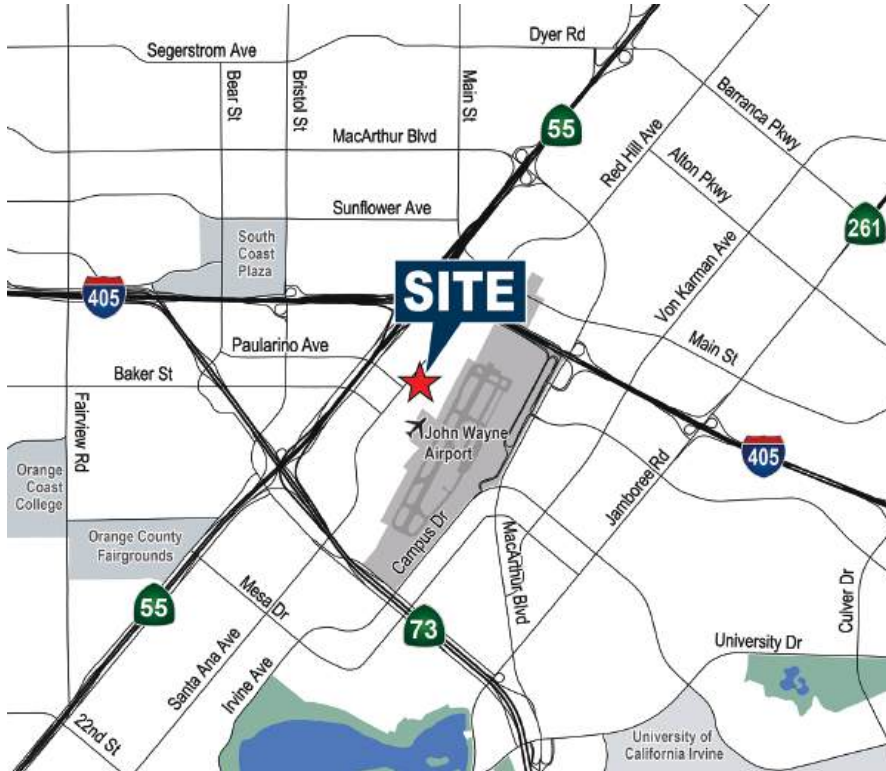 Segerstrom Ave
Dyer Rd
Bear St
Bristol St
Main St
MacArthur Blvd
55
Red Hill Ave
Barranca Pkwy
Alton Pkwy
Sunflower Ave
261
South
Coast
Plaza
Von Karman Ave
405
SITE
Paularino Ave
Main St
Baker St
Fairview Rd
John Wayne
Airport
405
Orange
Coast
College
Jamboree Rd
Orange County
Fairgrounds
Campus Dr
MacArthur Blvd
55
Mesa Dr
73
Culver Dr
University Dr
Santa Ana Ave
Irvine Ave
22nd St
University of
California Irvine